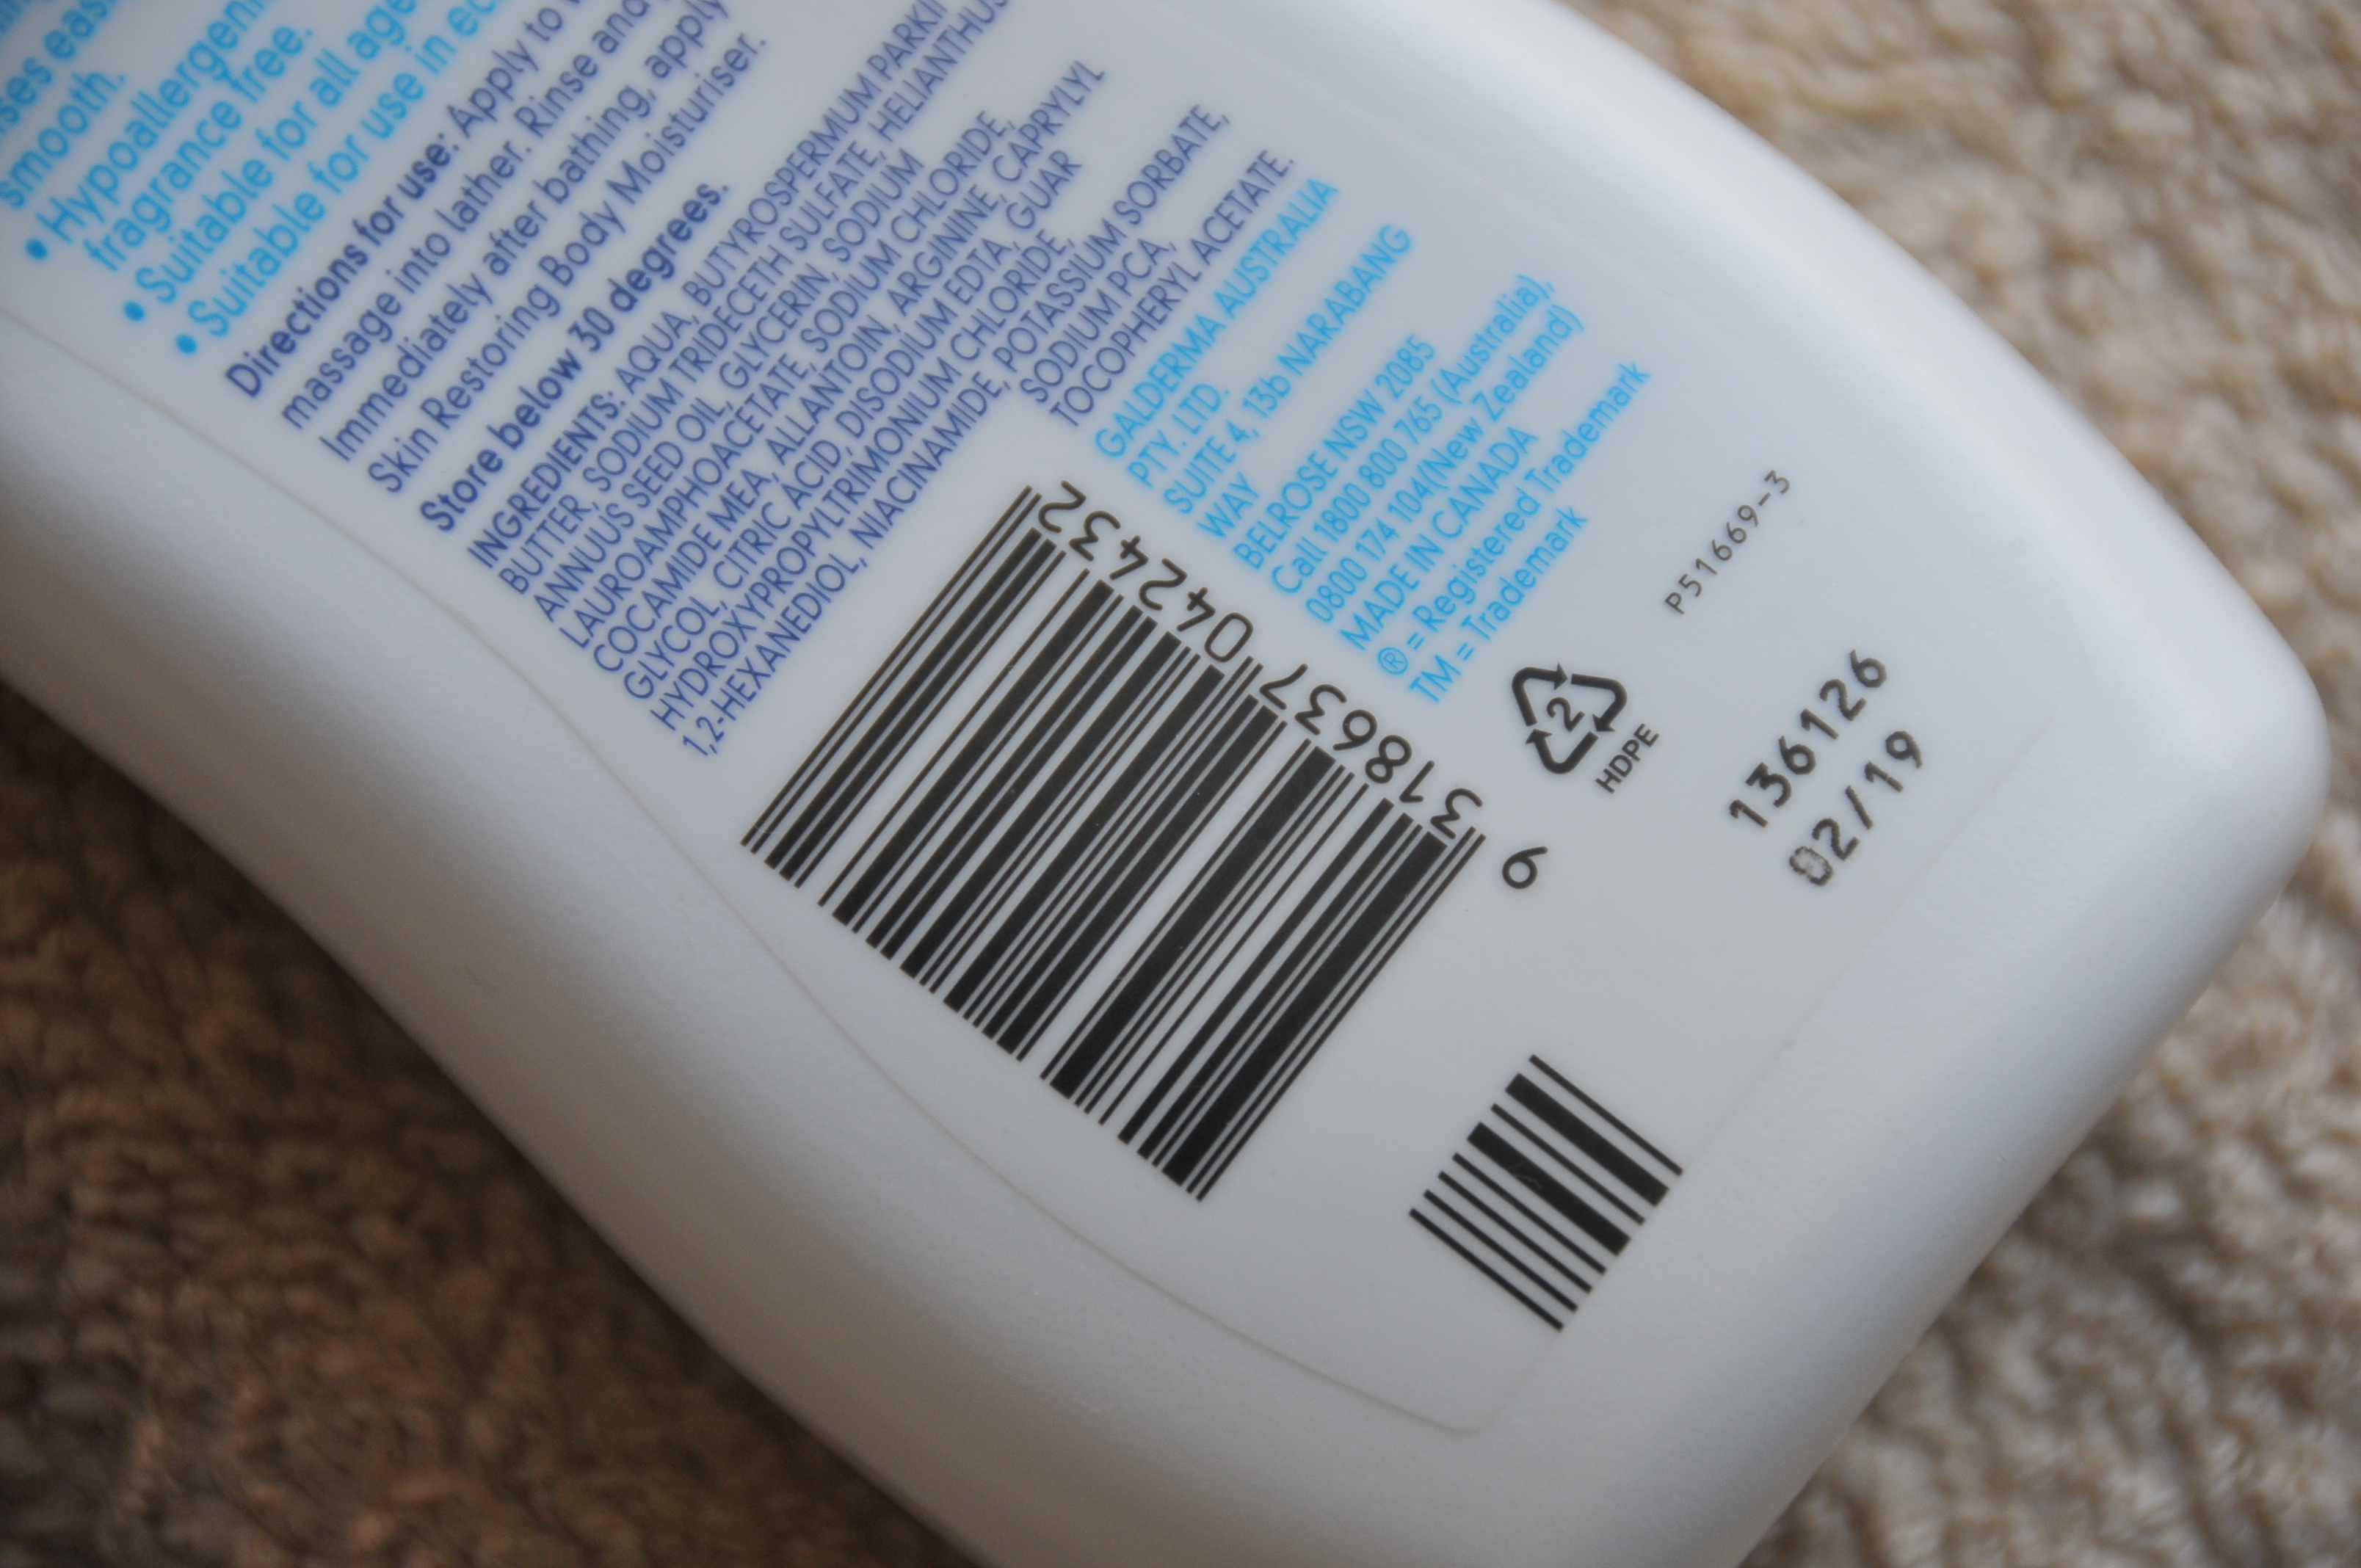 smooth.
• Hypoallergenic
fragrance free.
• Suitable for all age
• Suitable for use in
Directions for use: Apply to
massage into lather. Rinse and
Immediately after bathing, apply
Skin Restoring Body Moisturiser.
Store below 30 degrees.
INGREDIENTS: AQUA, BUTYROSPERMUM PARKII
BUTTER, SODIUM TRIDECETH SULFATE, HELIANTHUS
ANNUUS SEED OIL, GLYCERIN, SODIUM
LAUROAMPHOACETATE, SODIUM CHLORIDE,
COCAMIDE MEA, ALLANTOIN, ARGININE, CAPRYLYL
GLYCOL, CITRIC ACID, DISODIUM EDTA, GUAR
HYDROXYPROPYLTRIMONIUM CHLORIDE,
1,2-HEXANEDIOL, NIACINAMIDE, POTASSIUM SORBATE,
SODIUM PCA,
TOCOPHERYL ACETATE.
GALDERMA AUSTRALIA
PTY. LTD.
SUITE 4, 13b NARABANG
WAY
BELROSE NSW 2085
Call 1800 800 765 (Australia),
0800 174 104(New Zealand)
MADE IN CANADA
® = Registered Trademark
TM = Trademark
9 318637 042432
2
HDPE
P51669-3
136126
02/19